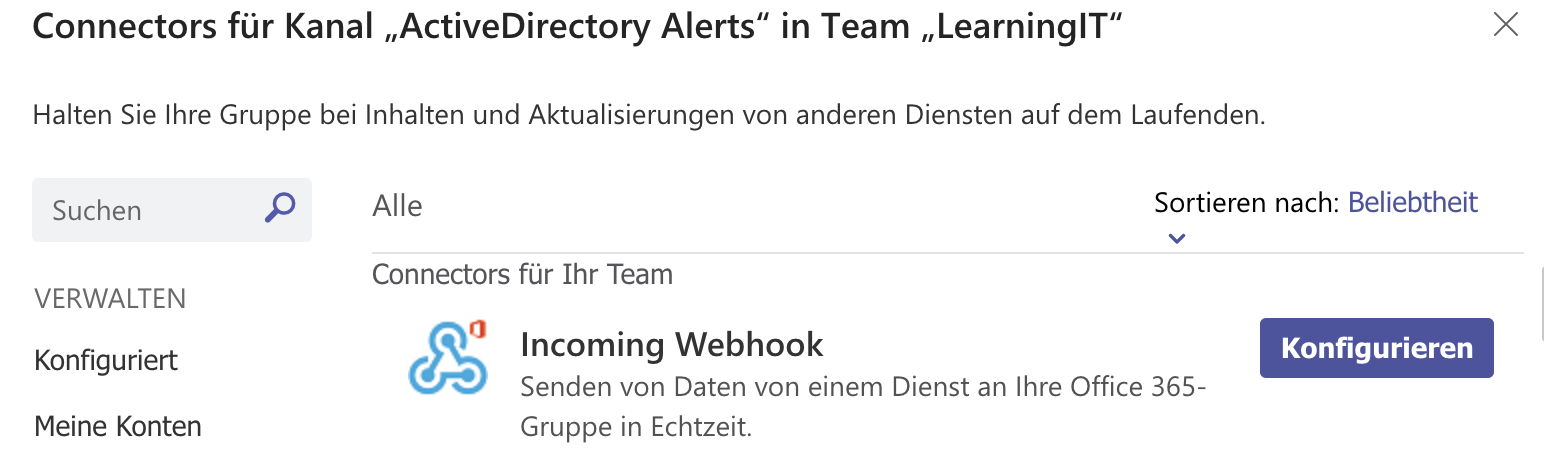 Connectors für Kanal „ActiveDirectory Alerts“ in Team „LearningIT“
Halten Sie Ihre Gruppe bei Inhalten und Aktualisierungen von anderen Diensten auf dem Laufenden.
Suchen
Alle
Sortieren nach: Beliebtheit
Connectors für Ihr Team
VERWALTEN
Konfiguriert
Meine Konten
Incoming Webhook
Senden von Daten von einem Dienst an Ihre Office 365-
Gruppe in Echtzeit.
Konfigurieren